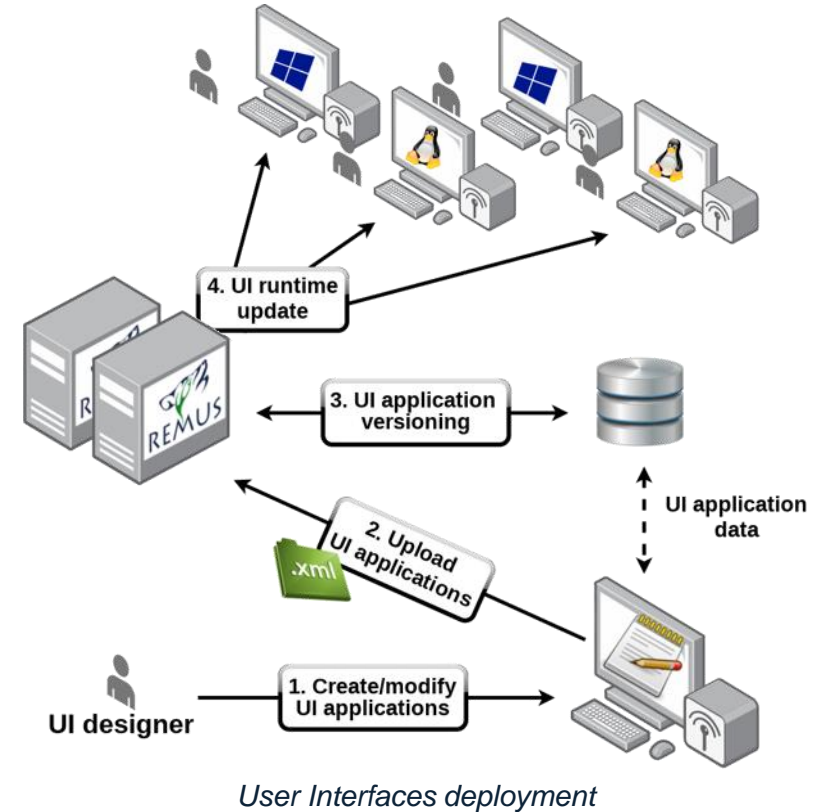 4. UI runtime
update
REMUS
3. UI application
versioning
UI application
data
2. Upload
UI applications
.xml
1. Create/modify
UI applications
UI designer
User Interfaces deployment